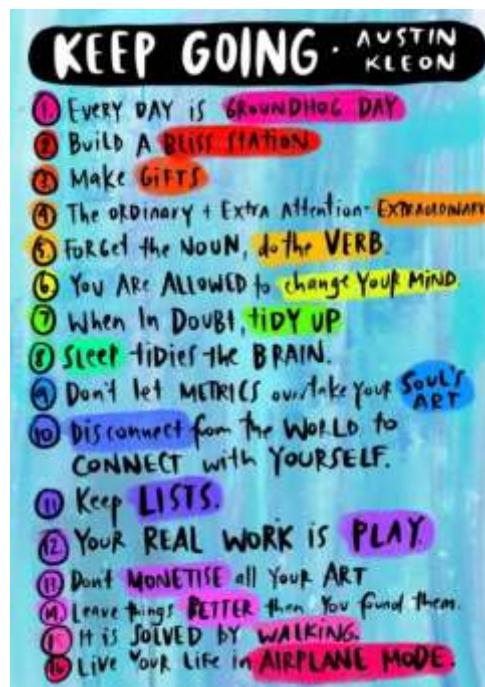 KEEP GOING · AUSTIN
KLEON
1. EVERY DAY IS GROUNDHOG DAY
2 BUILD A BLISS STATION
3. MAKE GIFTS
4 The ORDINARY + Extra Attention- EXTRAORDINARY
5. FORGet the NOUN, do the VERB.
6 YOU ARE ALLOWED to change YOUR MIND.
7 When In Doubt, tiDY UP
8 Sleep tidies the BRAIN.
9 Don't let METRICS overtake your SOUL'S
ART
10 Disconnect from the WORLD to
CONNECT with YOURSELF.
11 Keep LISTS.
12. YOUR REAL WORK IS PLAY.
13 Don't MONETISE all YOUR ART
14. Leave things BETTER then You found them.
IT IS SOLVED BY WALKING.
16 LIVE YOUR LIFE in AIRPLANE MODE.